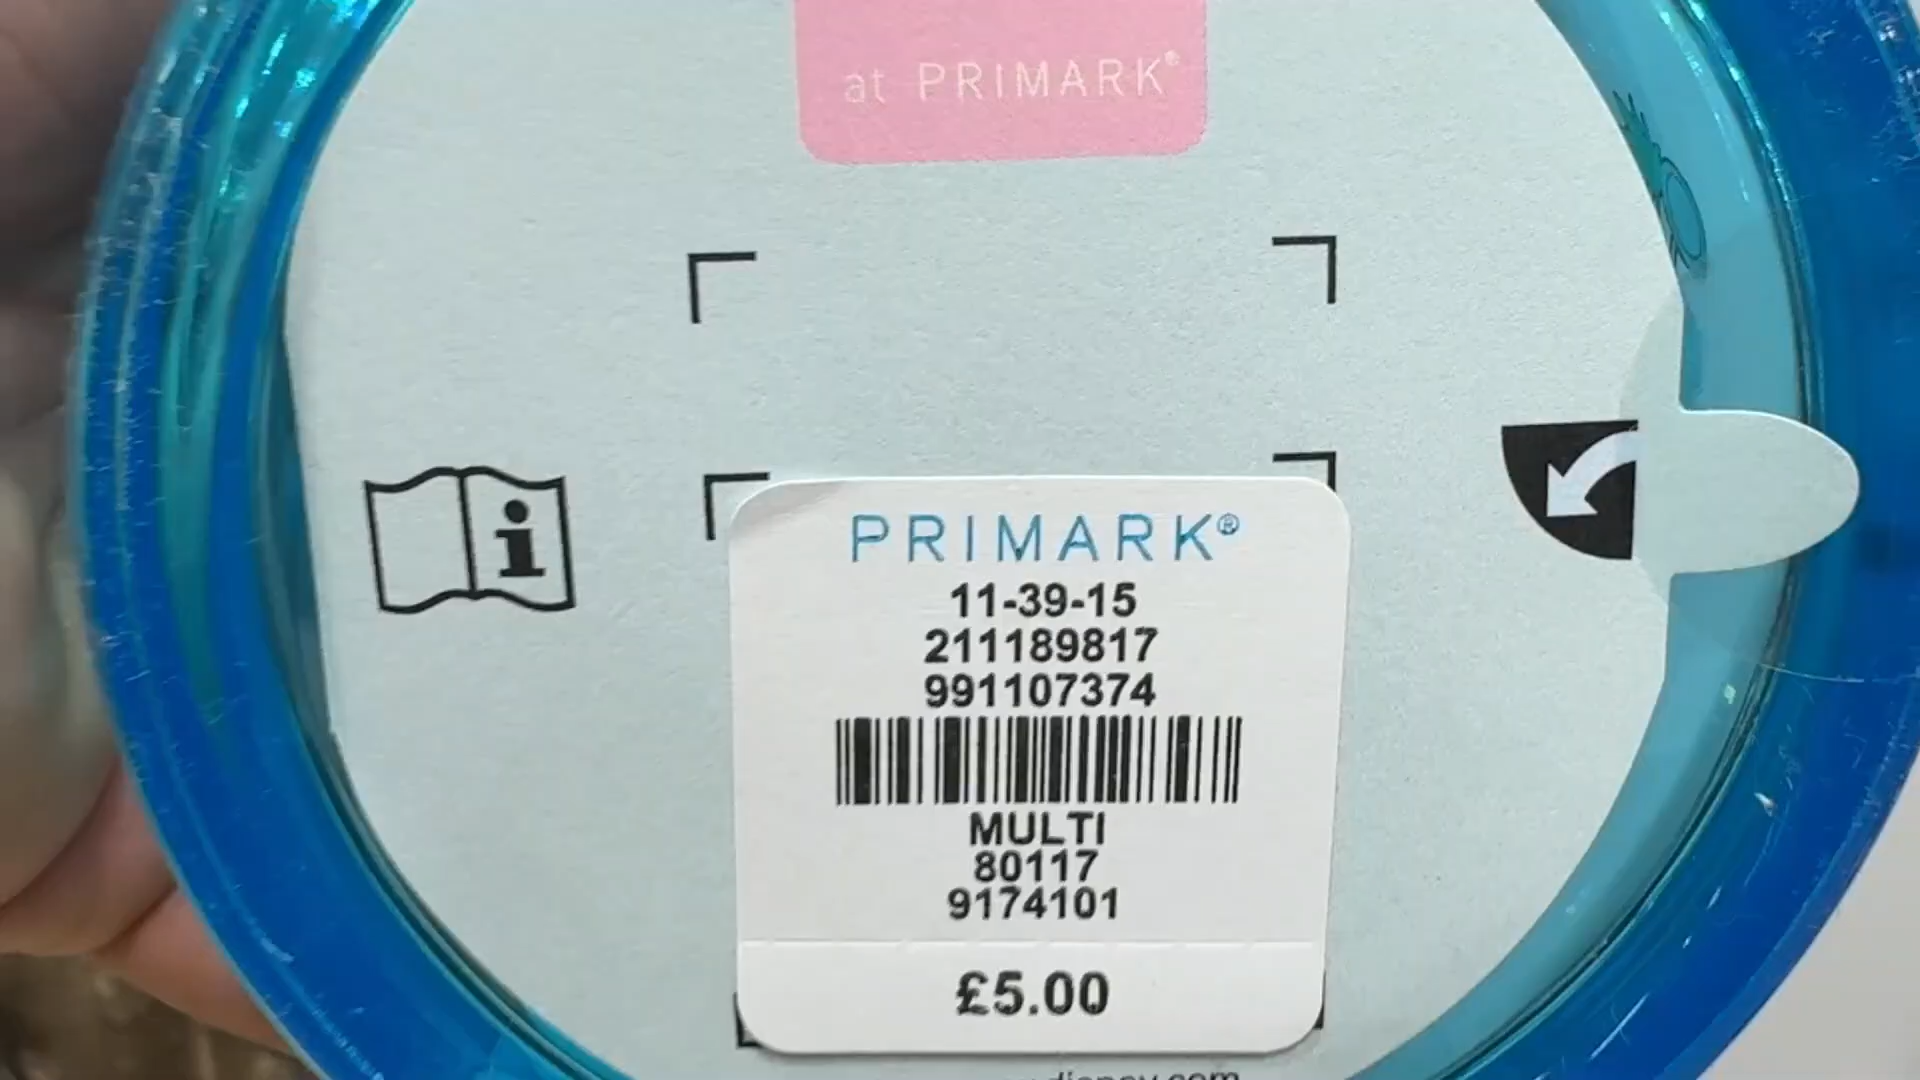 at PRIMARK®
PRIMARK®
11-39-15
211189817
991107374
MULTI
80117
9174101
£5.00